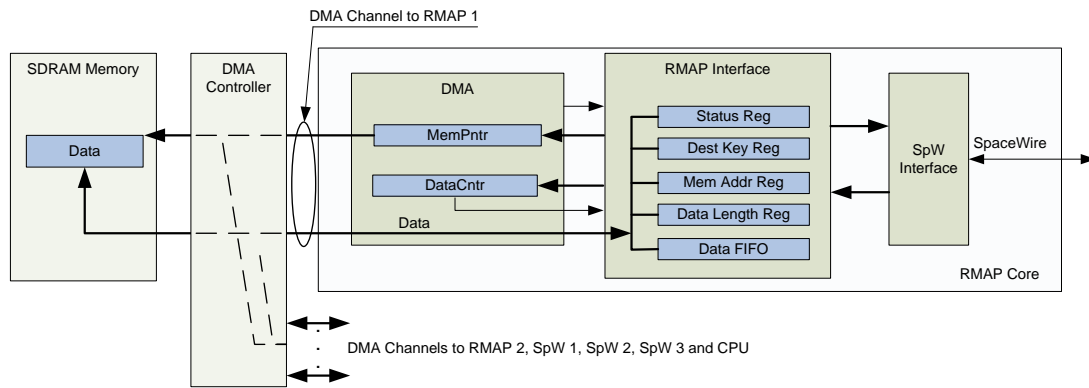 DMA Channel to RMAP 1
SDRAM Memory
Data
DMA
Controller
DMA
MemPntr
DataCntr
Data
RMAP Interface
Status Reg
Dest Key Reg
Mem Addr Reg
Data Length Reg
Data FIFO
SpW
Interface
SpaceWire
RMAP Core
DMA Channels to RMAP 2, SpW 1, SpW 2, SpW 3 and CPU